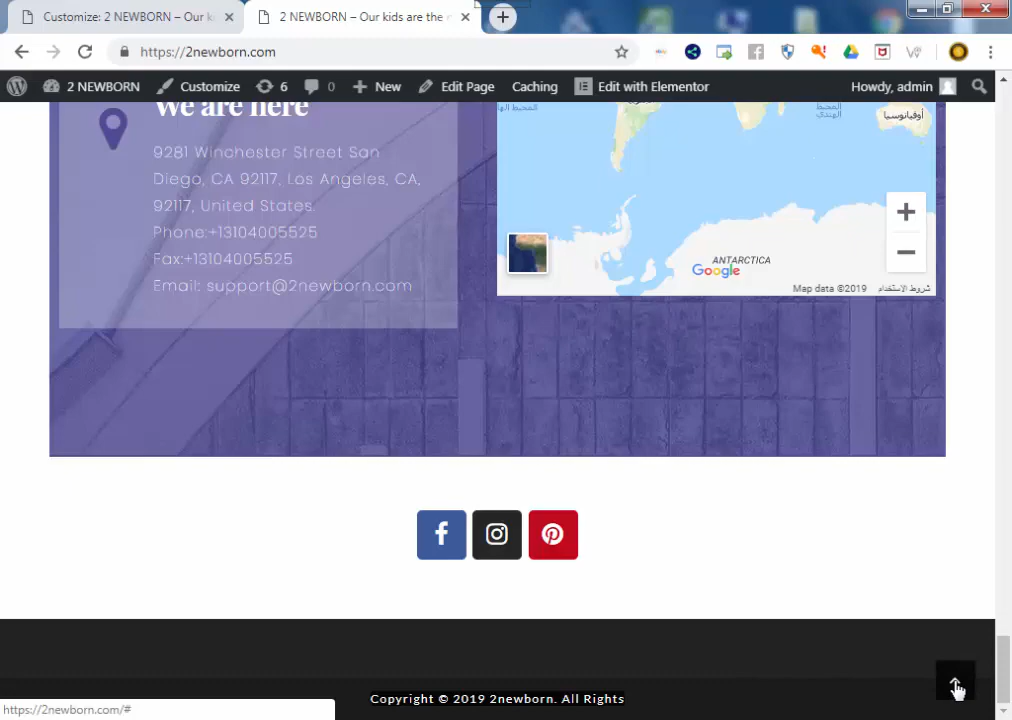 Customize: 2 NEWBORN – Our k
2 NEWBORN – Our kids are the
https://2newborn.com
2 NEWBORN
Customize
6
0
New
Edit Page
Caching
Edit with Elementor
Howdy, admin
We are here
9281 Winchester Street San
Diego, CA 92117, Los Angeles, CA,
92117, United States.
Phone:+13104005525
Fax:+13104005525
Email: support@2newborn.com
المحيط
الهندي
أوقيانوسيا
ANTARCTICA
Google
Map data ©2019
شروط الاستخدام
Copyright © 2019 2newborn. All Rights
https://2newborn.com/#